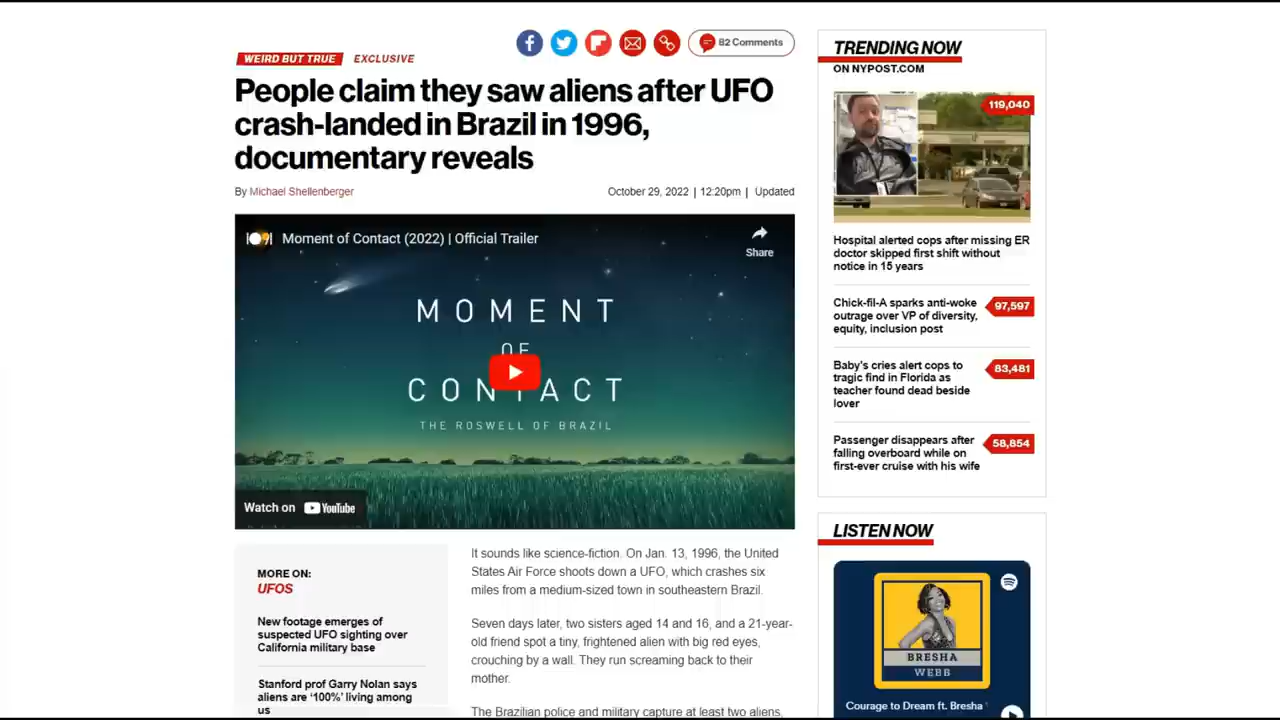 82 Comments
WEIRD BUT TRUE EXCLUSIVE
People claim they saw aliens after UFO
crash-landed in Brazil in 1996,
documentary reveals
By Michael Shellenberger
October 29, 2022 | 12:20pm | Updated
Moment of Contact (2022) | Official Trailer
Share
MOMENT
OF
CONTACT
THE ROSWELL OF BRAZIL
Watch on YouTube
MORE ON:
UFOS
New footage emerges of
suspected UFO sighting over
California military base
Stanford prof Garry Nolan says
aliens are ‘100%’ living among
us
It sounds like science-fiction. On Jan. 13, 1996, the United
States Air Force shoots down a UFO, which crashes six
miles from a medium-sized town in southeastern Brazil.
Seven days later, two sisters aged 14 and 16, and a 21-year-
old friend spot a tiny, frightened alien with big red eyes,
crouching by a wall. They run screaming back to their
mother.
The Brazilian police and military capture at least two aliens,
TRENDING NOW
ON NYPOST.COM
119,040
Hospital alerted cops after missing ER
doctor skipped first shift without
notice in 15 years
Chick-fil-A sparks anti-woke
outrage over VP of diversity,
equity, inclusion post
97,597
Baby's cries alert cops to
tragic find in Florida as
teacher found dead beside
lover
83,481
Passenger disappears after
falling overboard while on
first-ever cruise with his wife
58,854
LISTEN NOW
BRESHA
WEBB
Courage to Dream ft. Bresha